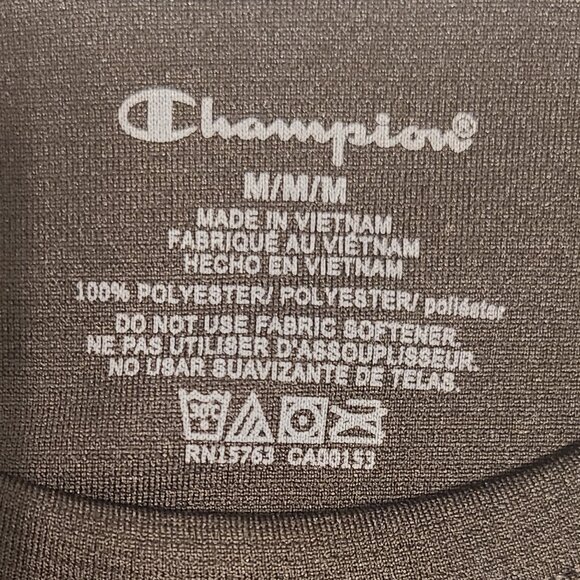 Champion®
M/M/M
MADE IN VIETNAM
FABRIQUÉ AU VIÊTNAM
HECHO EN VIETNAM
100% POLYESTER/ POLYESTER/ poliéster
DO NOT USE FABRIC SOFTENER.
NE PAS UTILISER D'ASSOUPLISSEUR.
NO USAR SUAVIZANTE DE TELAS.
30°C
RN15763 CA00153